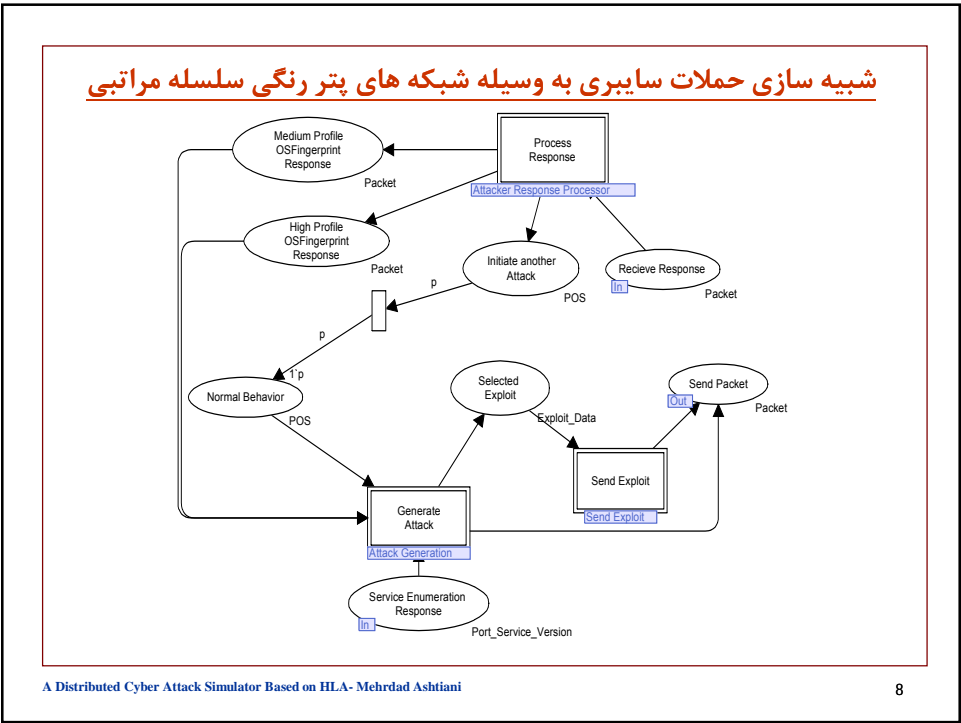 شبیه سازی حملات سایبری به وسیله شبکه های پتر رنگی سلسله مراتبی
Medium Profile
OSFingerprint
Response
Packet
Process
Response
Attacker Response Processor
High Profile
OSFingerprint
Response
Packet
Initiate another
Attack
POS
Recieve Response
In
Packet
p
p
1`p
Normal Behavior
POS
Selected
Exploit
Exploit_Data
Send Packet
Out
Packet
Send Exploit
Send Exploit
Generate
Attack
Attack Generation
Service Enumeration
Response
In
Port_Service_Version
A Distributed Cyber Attack Simulator Based on HLA- Mehrdad Ashtiani
8